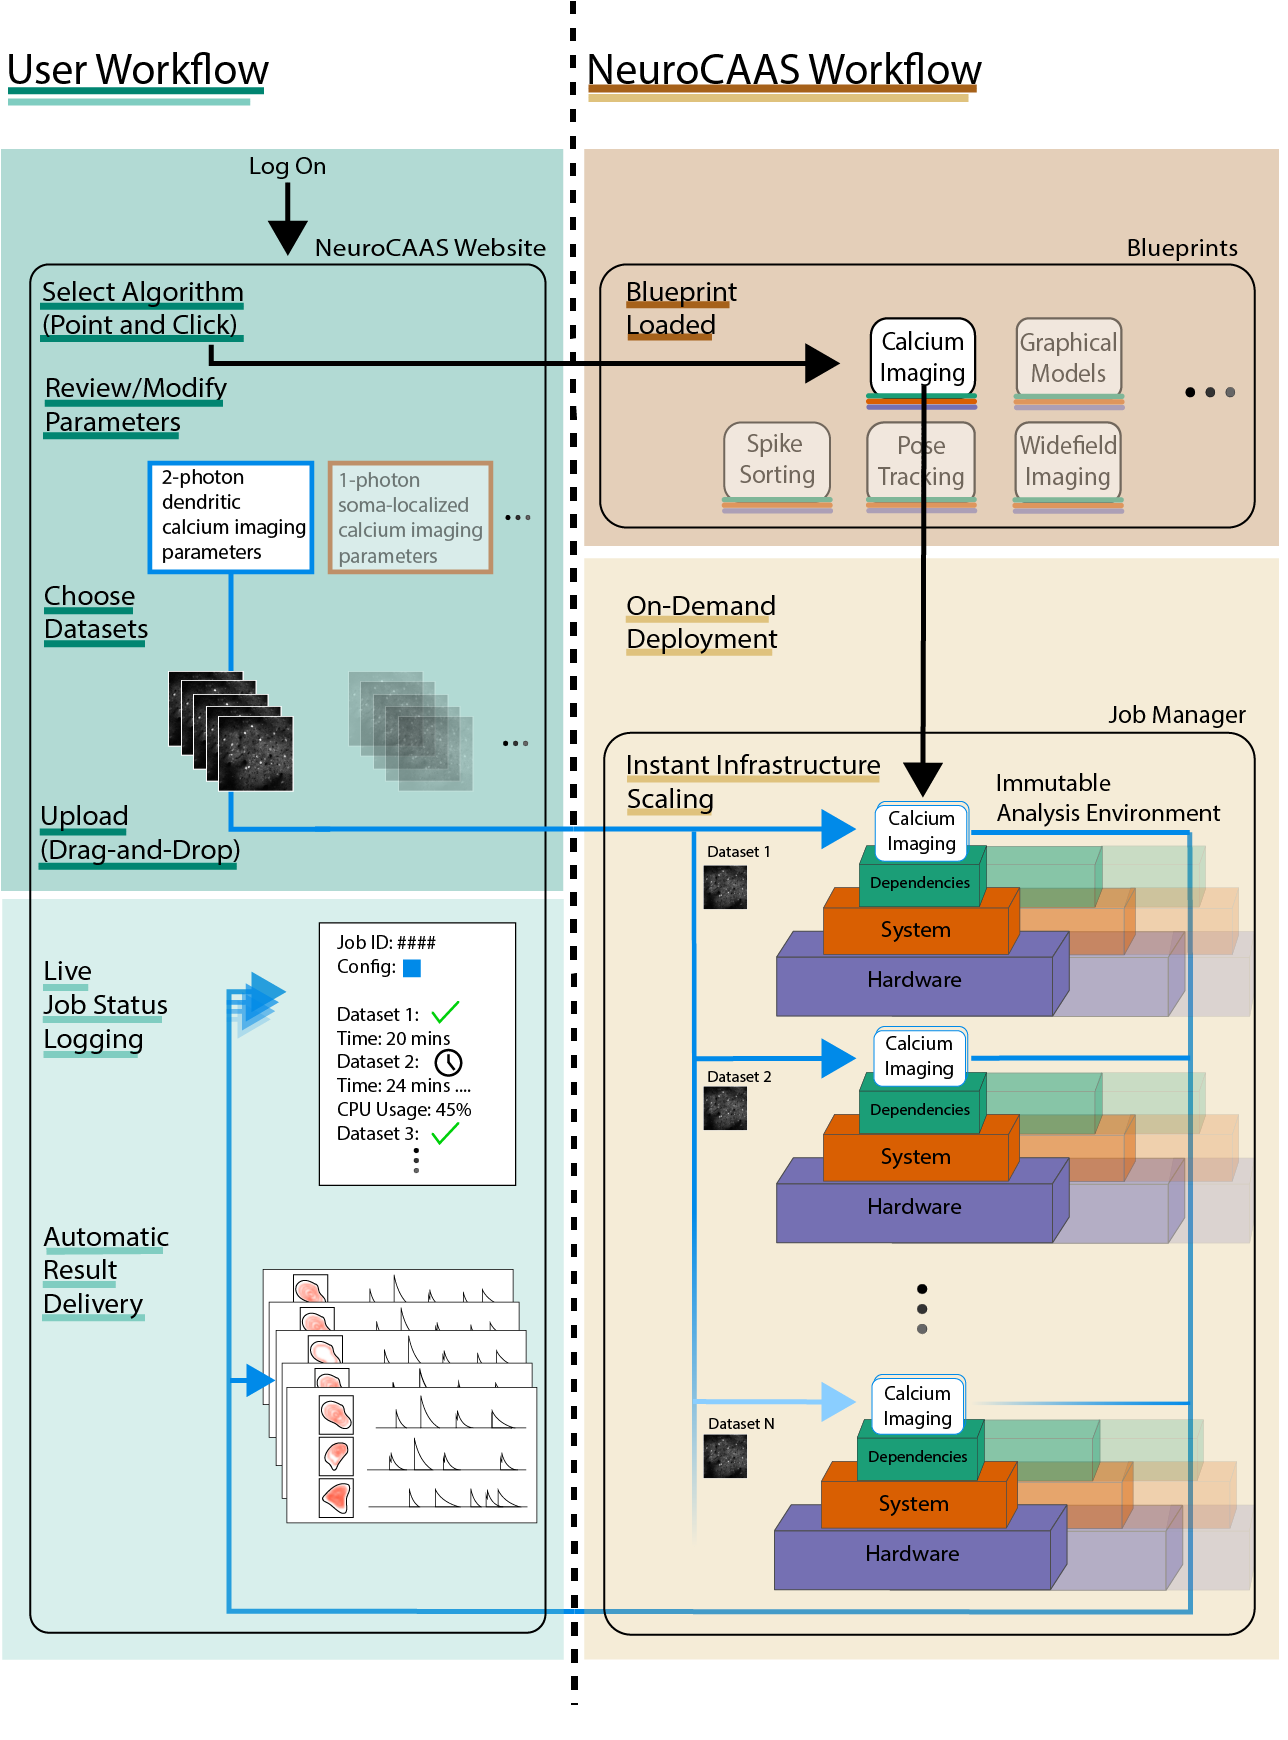 User Workflow
NeuroCAAS Workflow
Log On
NeuroCAAS Website
Select Algorithm
(Point and Click)
Review/Modify
Parameters
2-photon
dendritic
calcium imaging
parameters
1-photon
soma-localized
calcium imaging
parameters
Choose
Datasets
Upload
(Drag-and-Drop)
Live
Job Status
Logging
Job ID: ####
Config:
Dataset 1:
Time: 20 mins
Dataset 2:
Time: 24 mins ....
CPU Usage: 45%
Dataset 3:
Automatic
Result
Delivery
Blueprints
Blueprint
Loaded
Calcium
Imaging
Graphical
Models
Spike
Sorting
Pose
Tracking
Widefield
Imaging
On-Demand
Deployment
Job Manager
Instant Infrastructure
Scaling
Immutable
Analysis Environment
Calcium
Imaging
Dataset 1
Dependencies
System
Hardware
Calcium
Imaging
Dataset 2
Dependencies
System
Hardware
Calcium
Imaging
Dataset N
Dependencies
System
Hardware